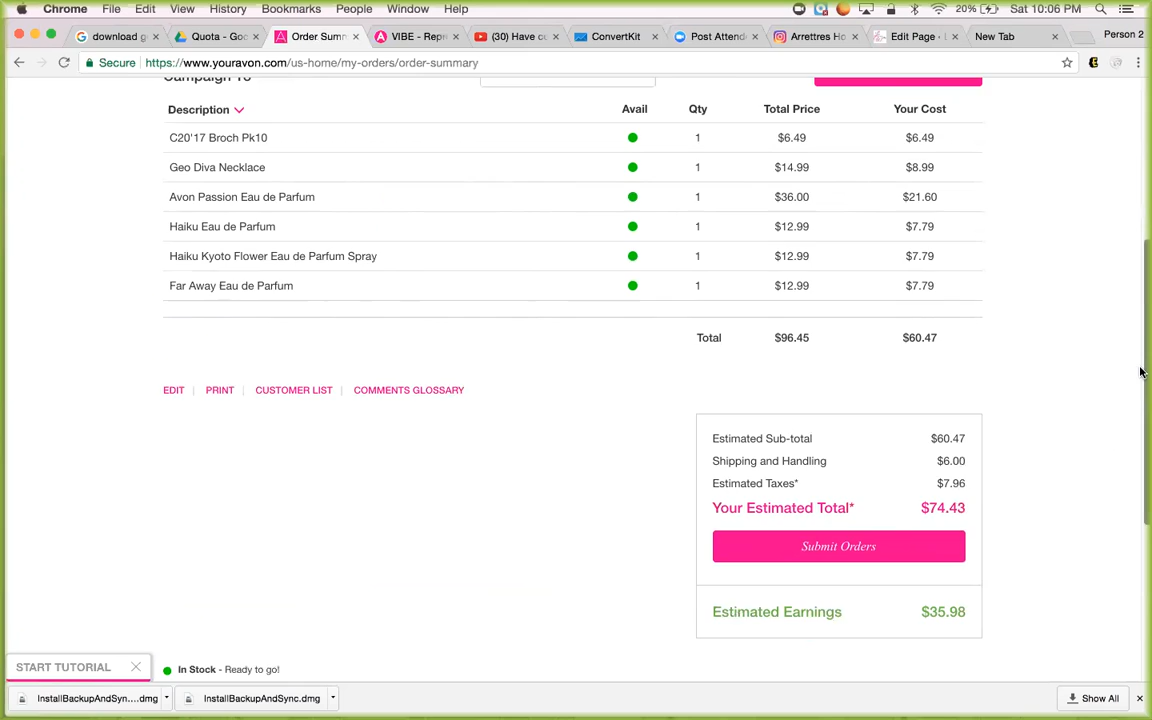 Chrome File Edit View History Bookmarks People Window Help 20% Sat 10:06 PM
download g Quota - Goo Order Summ VIBE - Repr (30) Have co ConvertKit Post Attend Arrettres Ho Edit Page ‹ L New Tab Person 2
Secure https://www.youravon.com/us-home/my-orders/order-summary
Description Avail Qty Total Price Your Cost
C20'17 Broch Pk10 1 $6.49 $6.49
Geo Diva Necklace 1 $14.99 $8.99
Avon Passion Eau de Parfum 1 $36.00 $21.60
Haiku Eau de Parfum 1 $12.99 $7.79
Haiku Kyoto Flower Eau de Parfum Spray 1 $12.99 $7.79
Far Away Eau de Parfum 1 $12.99 $7.79
Total $96.45 $60.47
EDIT PRINT CUSTOMER LIST COMMENTS GLOSSARY
Estimated Sub-total $60.47
Shipping and Handling $6.00
Estimated Taxes* $7.96
Your Estimated Total* $74.43
Submit Orders
Estimated Earnings $35.98
START TUTORIAL
In Stock - Ready to go!
InstallBackupAndSyn....dmg InstallBackupAndSync.dmg Show All